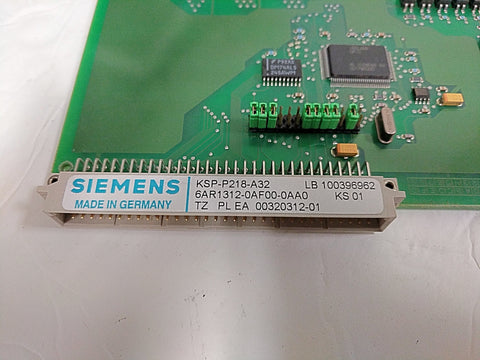 SIEMENS
MADE IN GERMANY
KSP-P218-A32 LB 100396962
6AR1312-0AF00-0AA0 KS 01
TZ PL EA 00320312-01